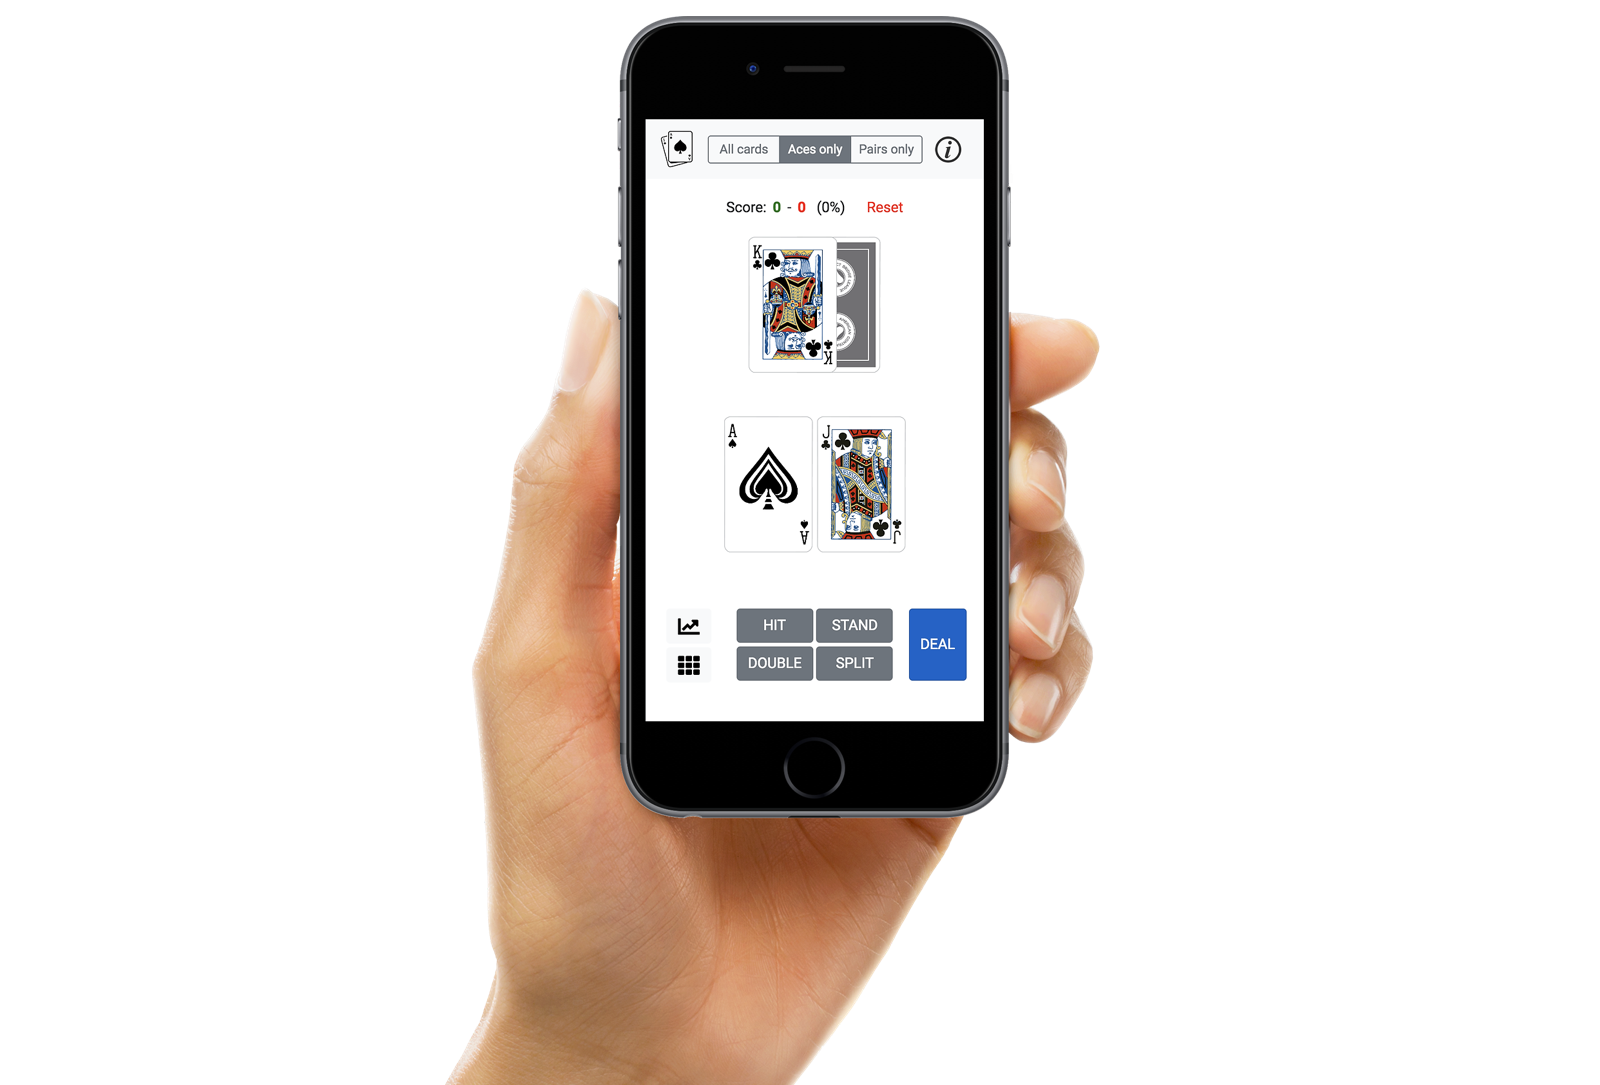 All cards Aces only Pairs only i
Score: 0 - 0 (0%) Reset
K
K
A J
A J
HIT STAND DEAL
DOUBLE SPLIT